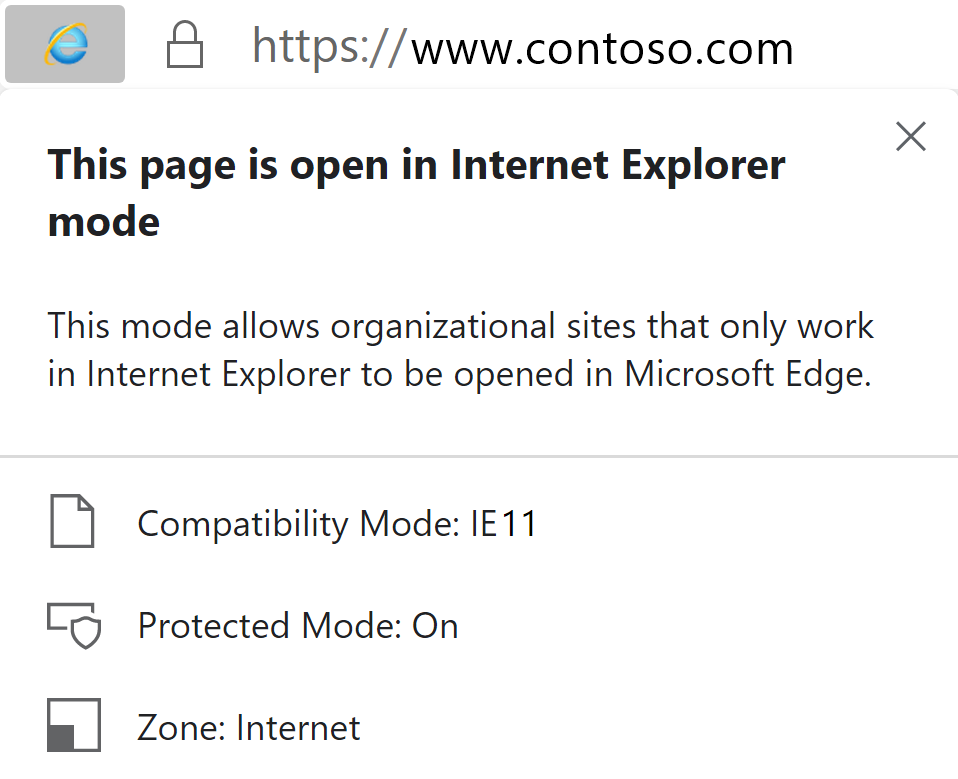 https://www.contoso.com
This page is open in Internet Explorer
mode
This mode allows organizational sites that only work
in Internet Explorer to be opened in Microsoft Edge.
Compatibility Mode: IE11
Protected Mode: On
Zone: Internet